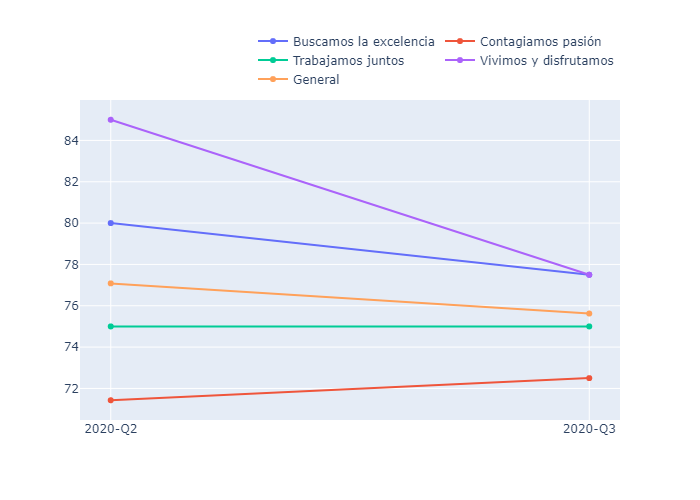 Buscamos la excelencia Contagiamos pasión
Trabajamos juntos Vivimos y disfrutamos
General
84
82
80
78
76
74
72
2020-Q2 2020-Q3